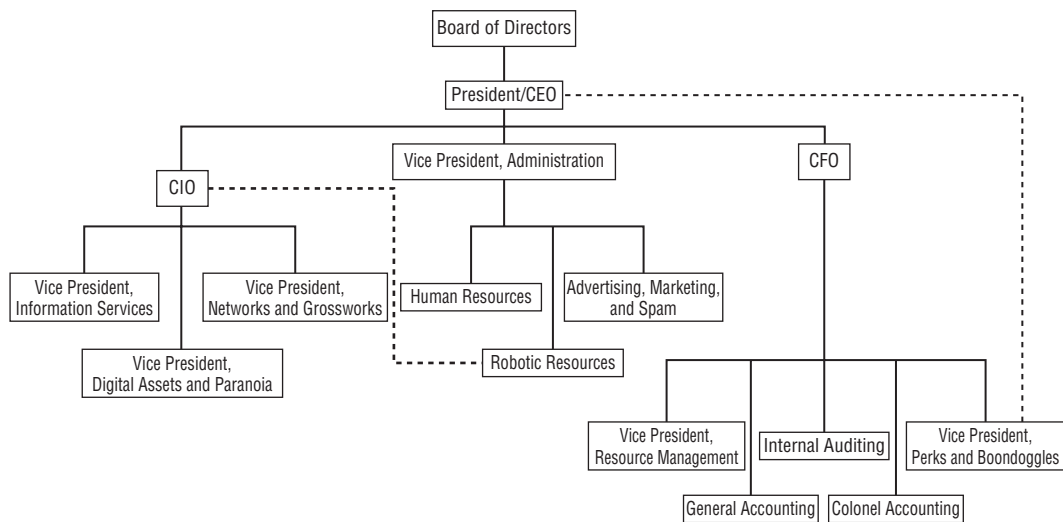 Board of Directors
President/CEO
Vice President, Administration
CFO
CIO
Vice President,
Information Services
Vice President,
Networks and Grossworks
Human Resources
Advertising, Marketing,
and Spam
Vice President,
Digital Assets and Paranoia
Robotic Resources
Vice President,
Resource Management
Internal Auditing
Vice President,
Perks and Boondoggles
General Accounting
Colonel Accounting